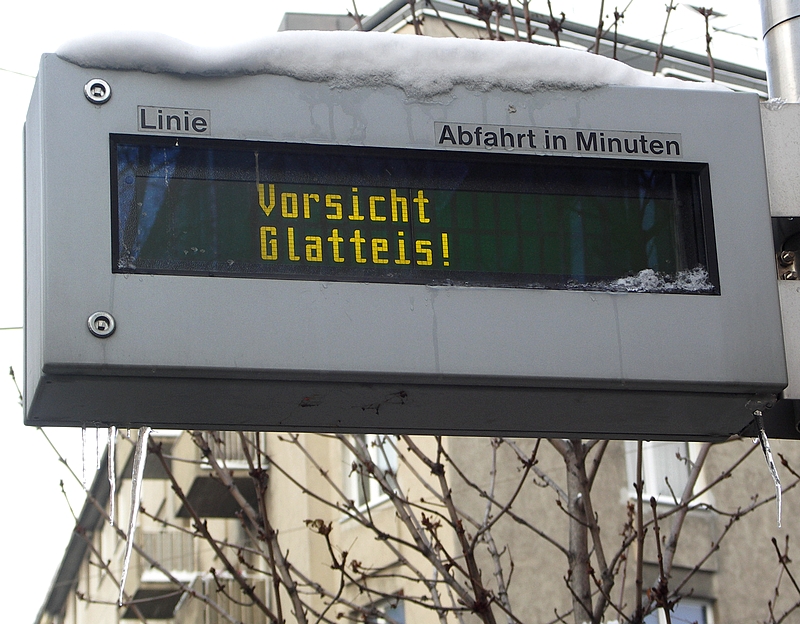 Linie
Abfahrt in Minuten
Vorsicht
Glatteis!